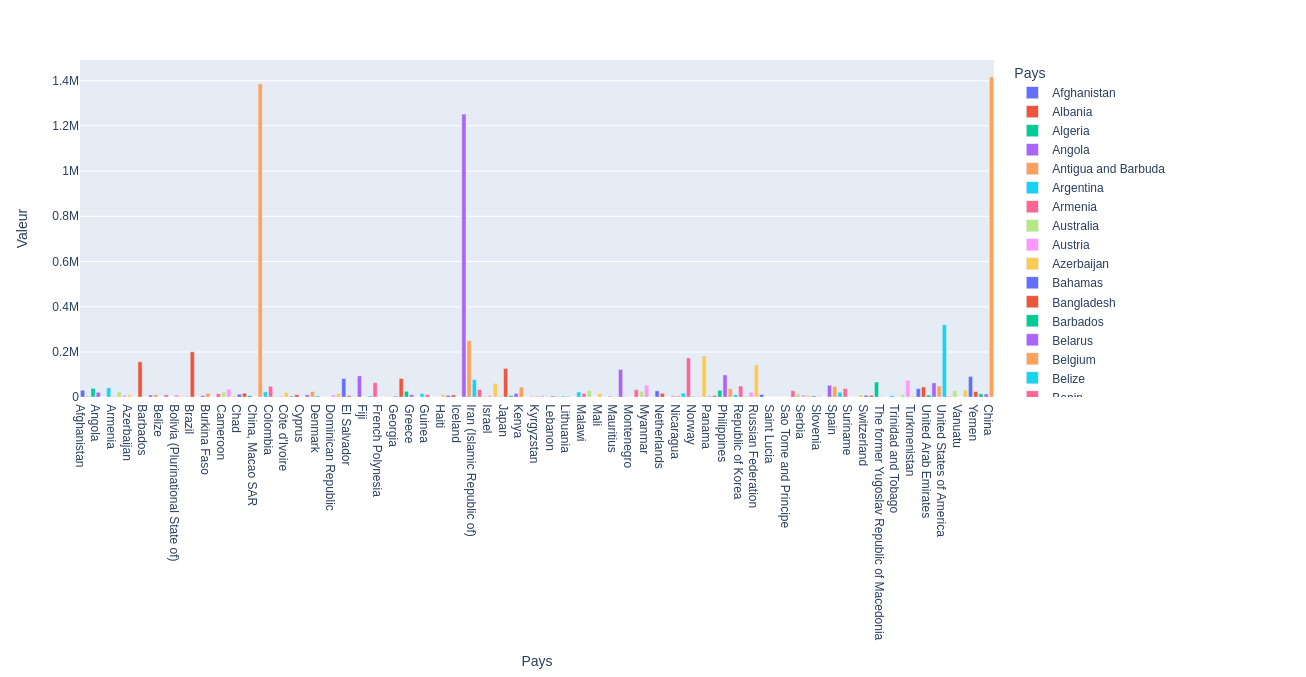 1.4M
1.2M
1M
0.8M
0.6M
0.4M
0.2M
0
Valeur
Afghanistan
Angola
Armenia
Azerbaijan
Barbados
Belize
Bolivia (Plurinational State of)
Brazil
Burkina Faso
Cameroon
Chad
China, Macao SAR
Colombia
Côte d'Ivoire
Cyprus
Denmark
Dominican Republic
El Salvador
Fiji
French Polynesia
Georgia
Greece
Guinea
Haiti
Iceland
Iran (Islamic Republic of)
Israel
Japan
Kenya
Kyrgyzstan
Lebanon
Lithuania
Malawi
Mali
Mauritius
Montenegro
Myanmar
Netherlands
Nicaragua
Norway
Panama
Philippines
Republic of Korea
Russian Federation
Saint Lucia
Sao Tome and Principe
Serbia
Slovenia
Spain
Suriname
Switzerland
The former Yugoslav Republic of Macedonia
Trinidad and Tobago
Turkmenistan
United Arab Emirates
United States of America
Vanuatu
Yemen
China
Pays
Pays
Afghanistan
Albania
Algeria
Angola
Antigua and Barbuda
Argentina
Armenia
Australia
Austria
Azerbaijan
Bahamas
Bangladesh
Barbados
Belarus
Belgium
Belize